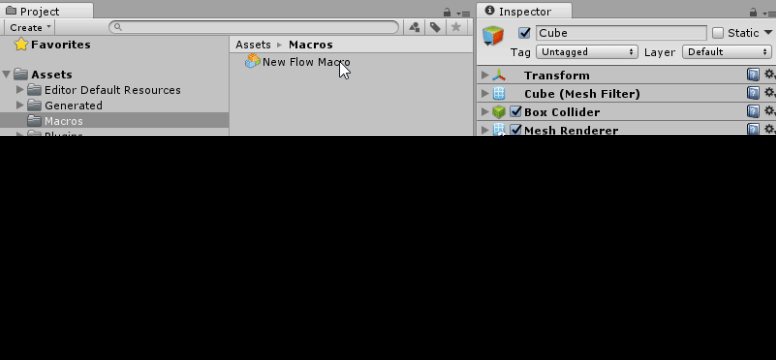 Project
Create
Favorites
Assets
Editor Default Resources
Generated
Macros
Plugins
Assets ▸ Macros
New Flow Macro
Inspector
Cube
Static
Tag Untagged
Layer Default
Transform
Cube (Mesh Filter)
Box Collider
Mesh Renderer